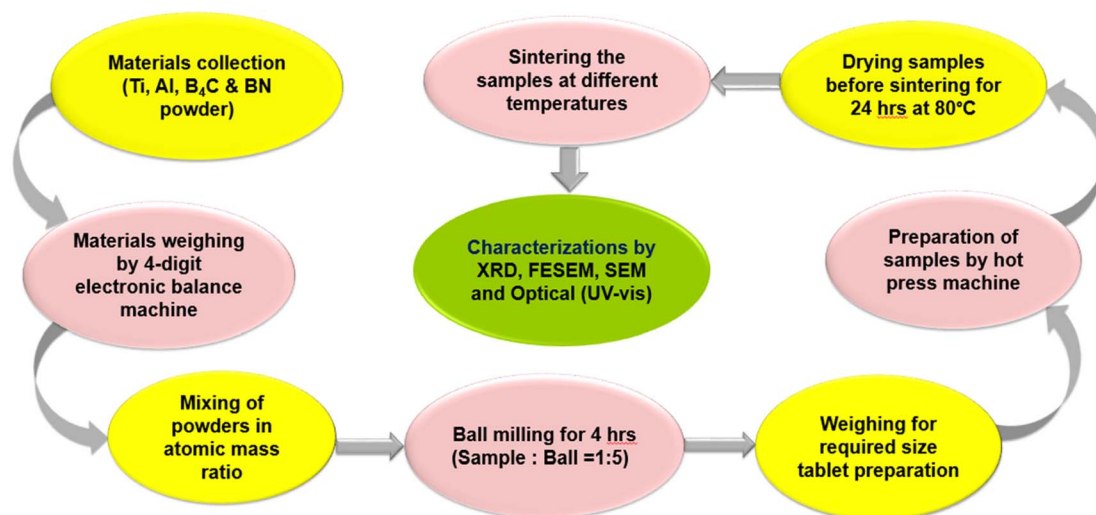 Materials collection
(Ti, Al, B₄C & BN
powder)
Materials weighing
by 4-digit
electronic balance
machine
Mixing of
powders in
atomic mass
ratio
Ball milling for 4 hrs
(Sample : Ball =1:5)
Weighing for
required size
tablet preparation
Preparation of
samples by hot
press machine
Drying samples
before sintering for
24 hrs at 80°C
Sintering the
samples at different
temperatures
Characterizations by
XRD, FESEM, SEM
and Optical (UV-vis)